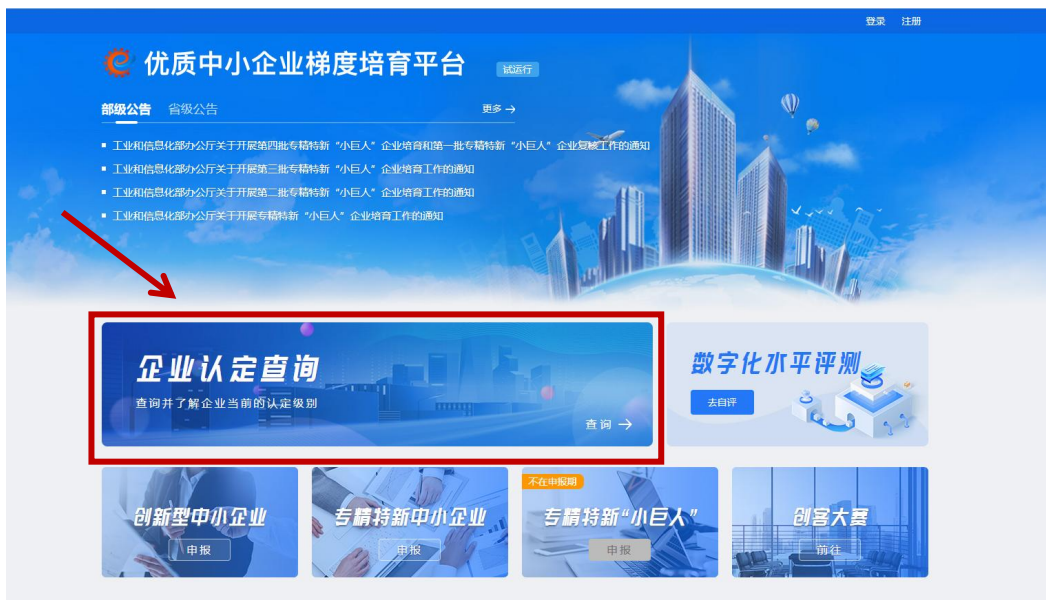 登录 注册
优质中小企业梯度培育平台 试运行
部级公告 省级公告 更多 →
工业和信息化部办公厅关于开展第四批专精特新“小巨人”企业培育和第一批专精特新“小巨人”企业复核工作的通知
工业和信息化部办公厅关于开展第三批专精特新“小巨人”企业培育工作的通知
工业和信息化部办公厅关于开展第二批专精特新“小巨人”企业培育工作的通知
工业和信息化部办公厅关于开展专精特新“小巨人”企业培育工作的通知
企业认定查询
查询并了解企业当前的认定级别
查询 →
数字化水平评测
去自评
创新型中小企业
申报
专精特新中小企业
申报
不在申报期
专精特新“小巨人”
申报
创客大赛
前往